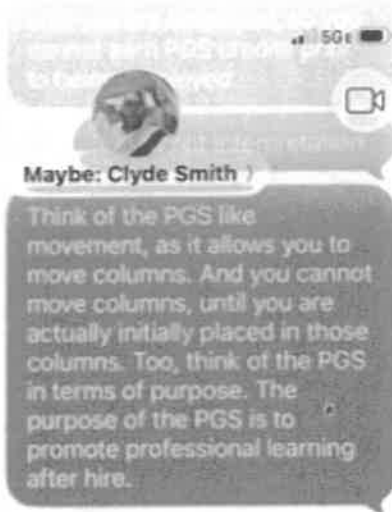 5GE
Maybe: Clyde Smith >
Think of the PGS like
movement, as it allows you to
move columns. And you cannot
move columns, until you are
actually initially placed in those
columns. Too, think of the PGS
in terms of purpose. The
purpose of the PGS is to
promote professional learning
after hire.